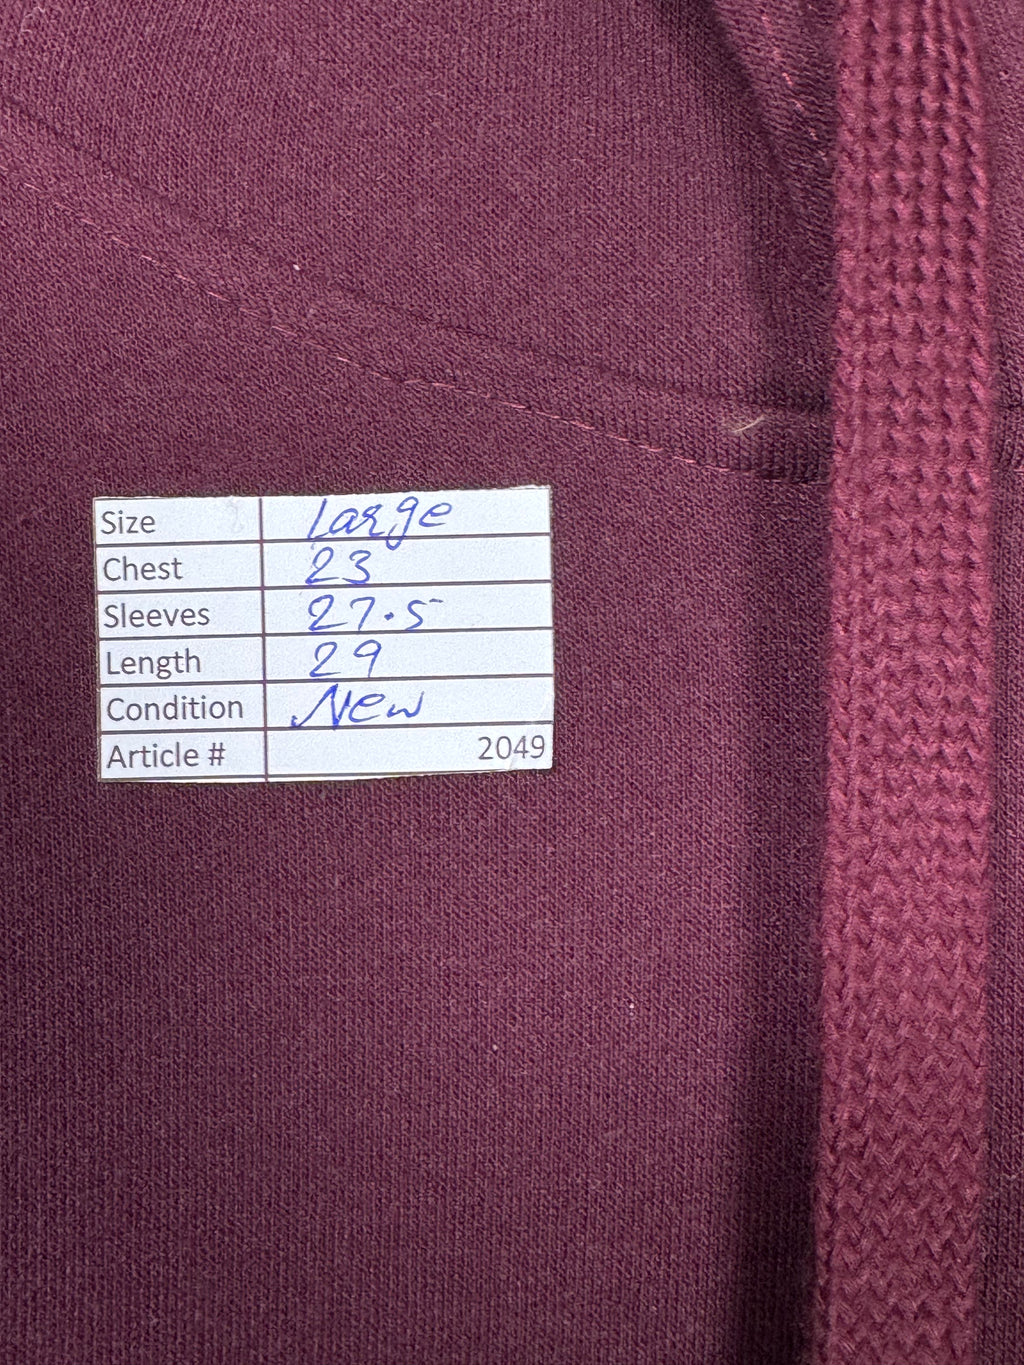 Size Large
Chest 23
Sleeves 27.5
Length 29
Condition New
Article # 2049